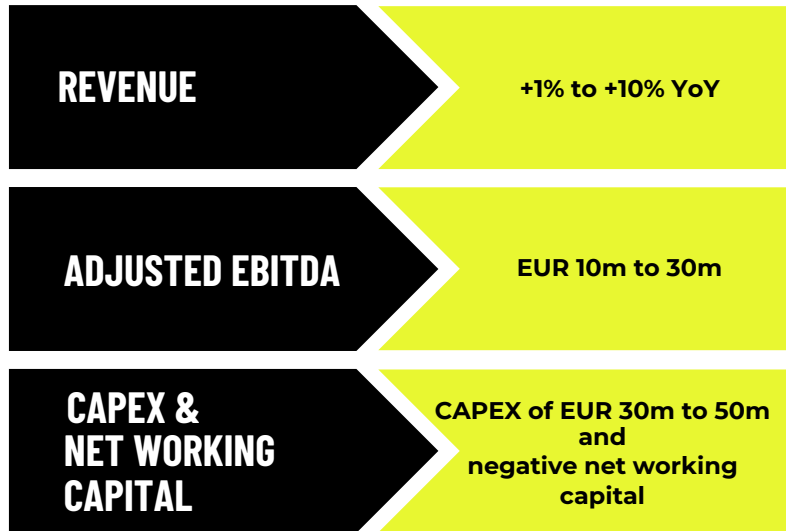 REVENUE
+1% to +10% YoY
ADJUSTED EBITDA
EUR 10m to 30m
CAPEX &
NET WORKING
CAPITAL
CAPEX of EUR 30m to 50m
and
negative net working
capital